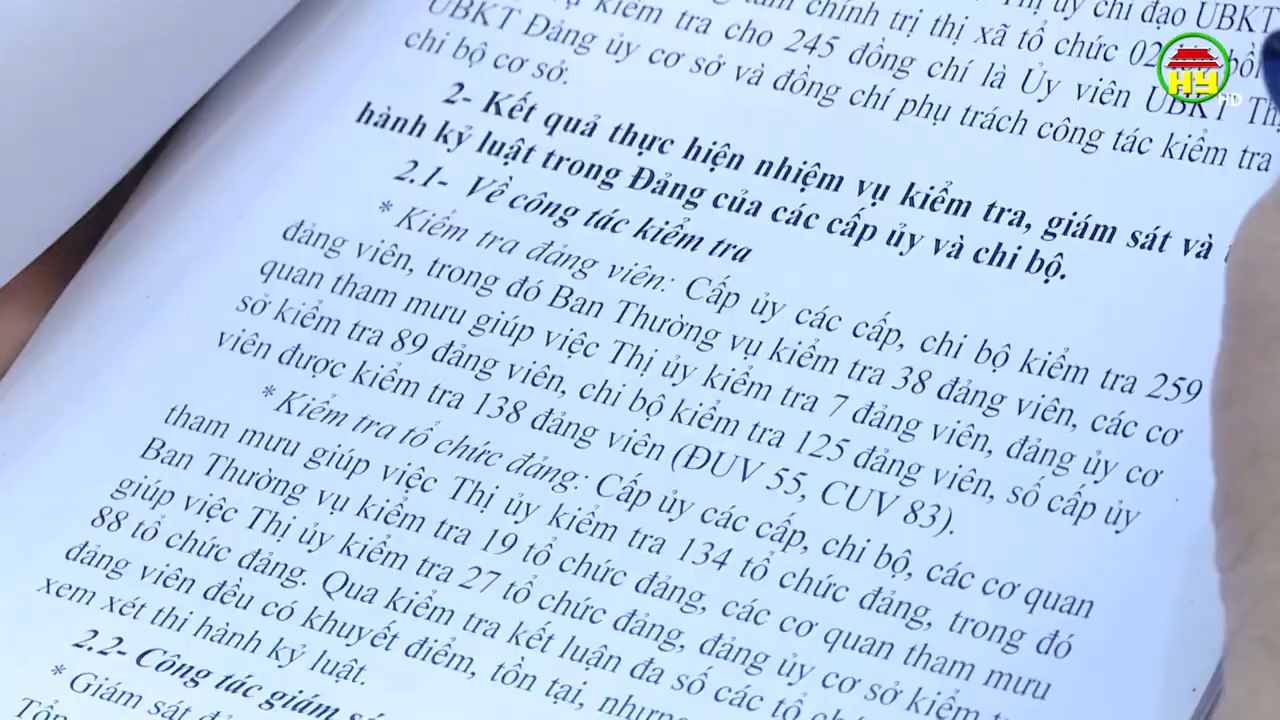 kiểm tra chính trị thị xã tổ chức 02
Thị ủy chỉ đạo UBKT
UBKT Đảng ủy cơ sở và đồng chí phụ trách công tác kiểm tra
tra cho 245 đồng chí là Ủy viên UBKT
chi bộ cơ sở.
2- Kết quả thực hiện nhiệm vụ kiểm tra, giám sát và
hành kỷ luật trong Đảng của các cấp ủy và chi bộ.
2.1- Về công tác kiểm tra
* Kiểm tra đảng viên: Cấp ủy các cấp, chi bộ kiểm tra 259
đảng viên, trong đó Ban Thường vụ kiểm tra 38 đảng viên, các cơ
quan tham mưu giúp việc Thị ủy kiểm tra 7 đảng viên, đảng ủy cơ
sở kiểm tra 89 đảng viên, chi bộ kiểm tra 125 đảng viên, số cấp ủy
viên được kiểm tra 138 đảng viên (ĐUV 55, CUV 83).
* Kiểm tra tổ chức đảng: Cấp ủy các cấp, chi bộ, các cơ quan
tham mưu giúp việc Thị ủy kiểm tra 134 tổ chức đảng, trong đó
Ban Thường vụ kiểm tra 19 tổ chức đảng, các cơ quan tham mưu
giúp việc Thị ủy kiểm tra 27 tổ chức đảng, đảng ủy cơ sở kiểm
88 tổ chức đảng. Qua kiểm tra kết luận đa số các tổ
đảng viên đều có khuyết điểm, tồn tại,
xem xét thi hành kỷ luật.
2.2- Công tác giám
* Giám sát
HY HD